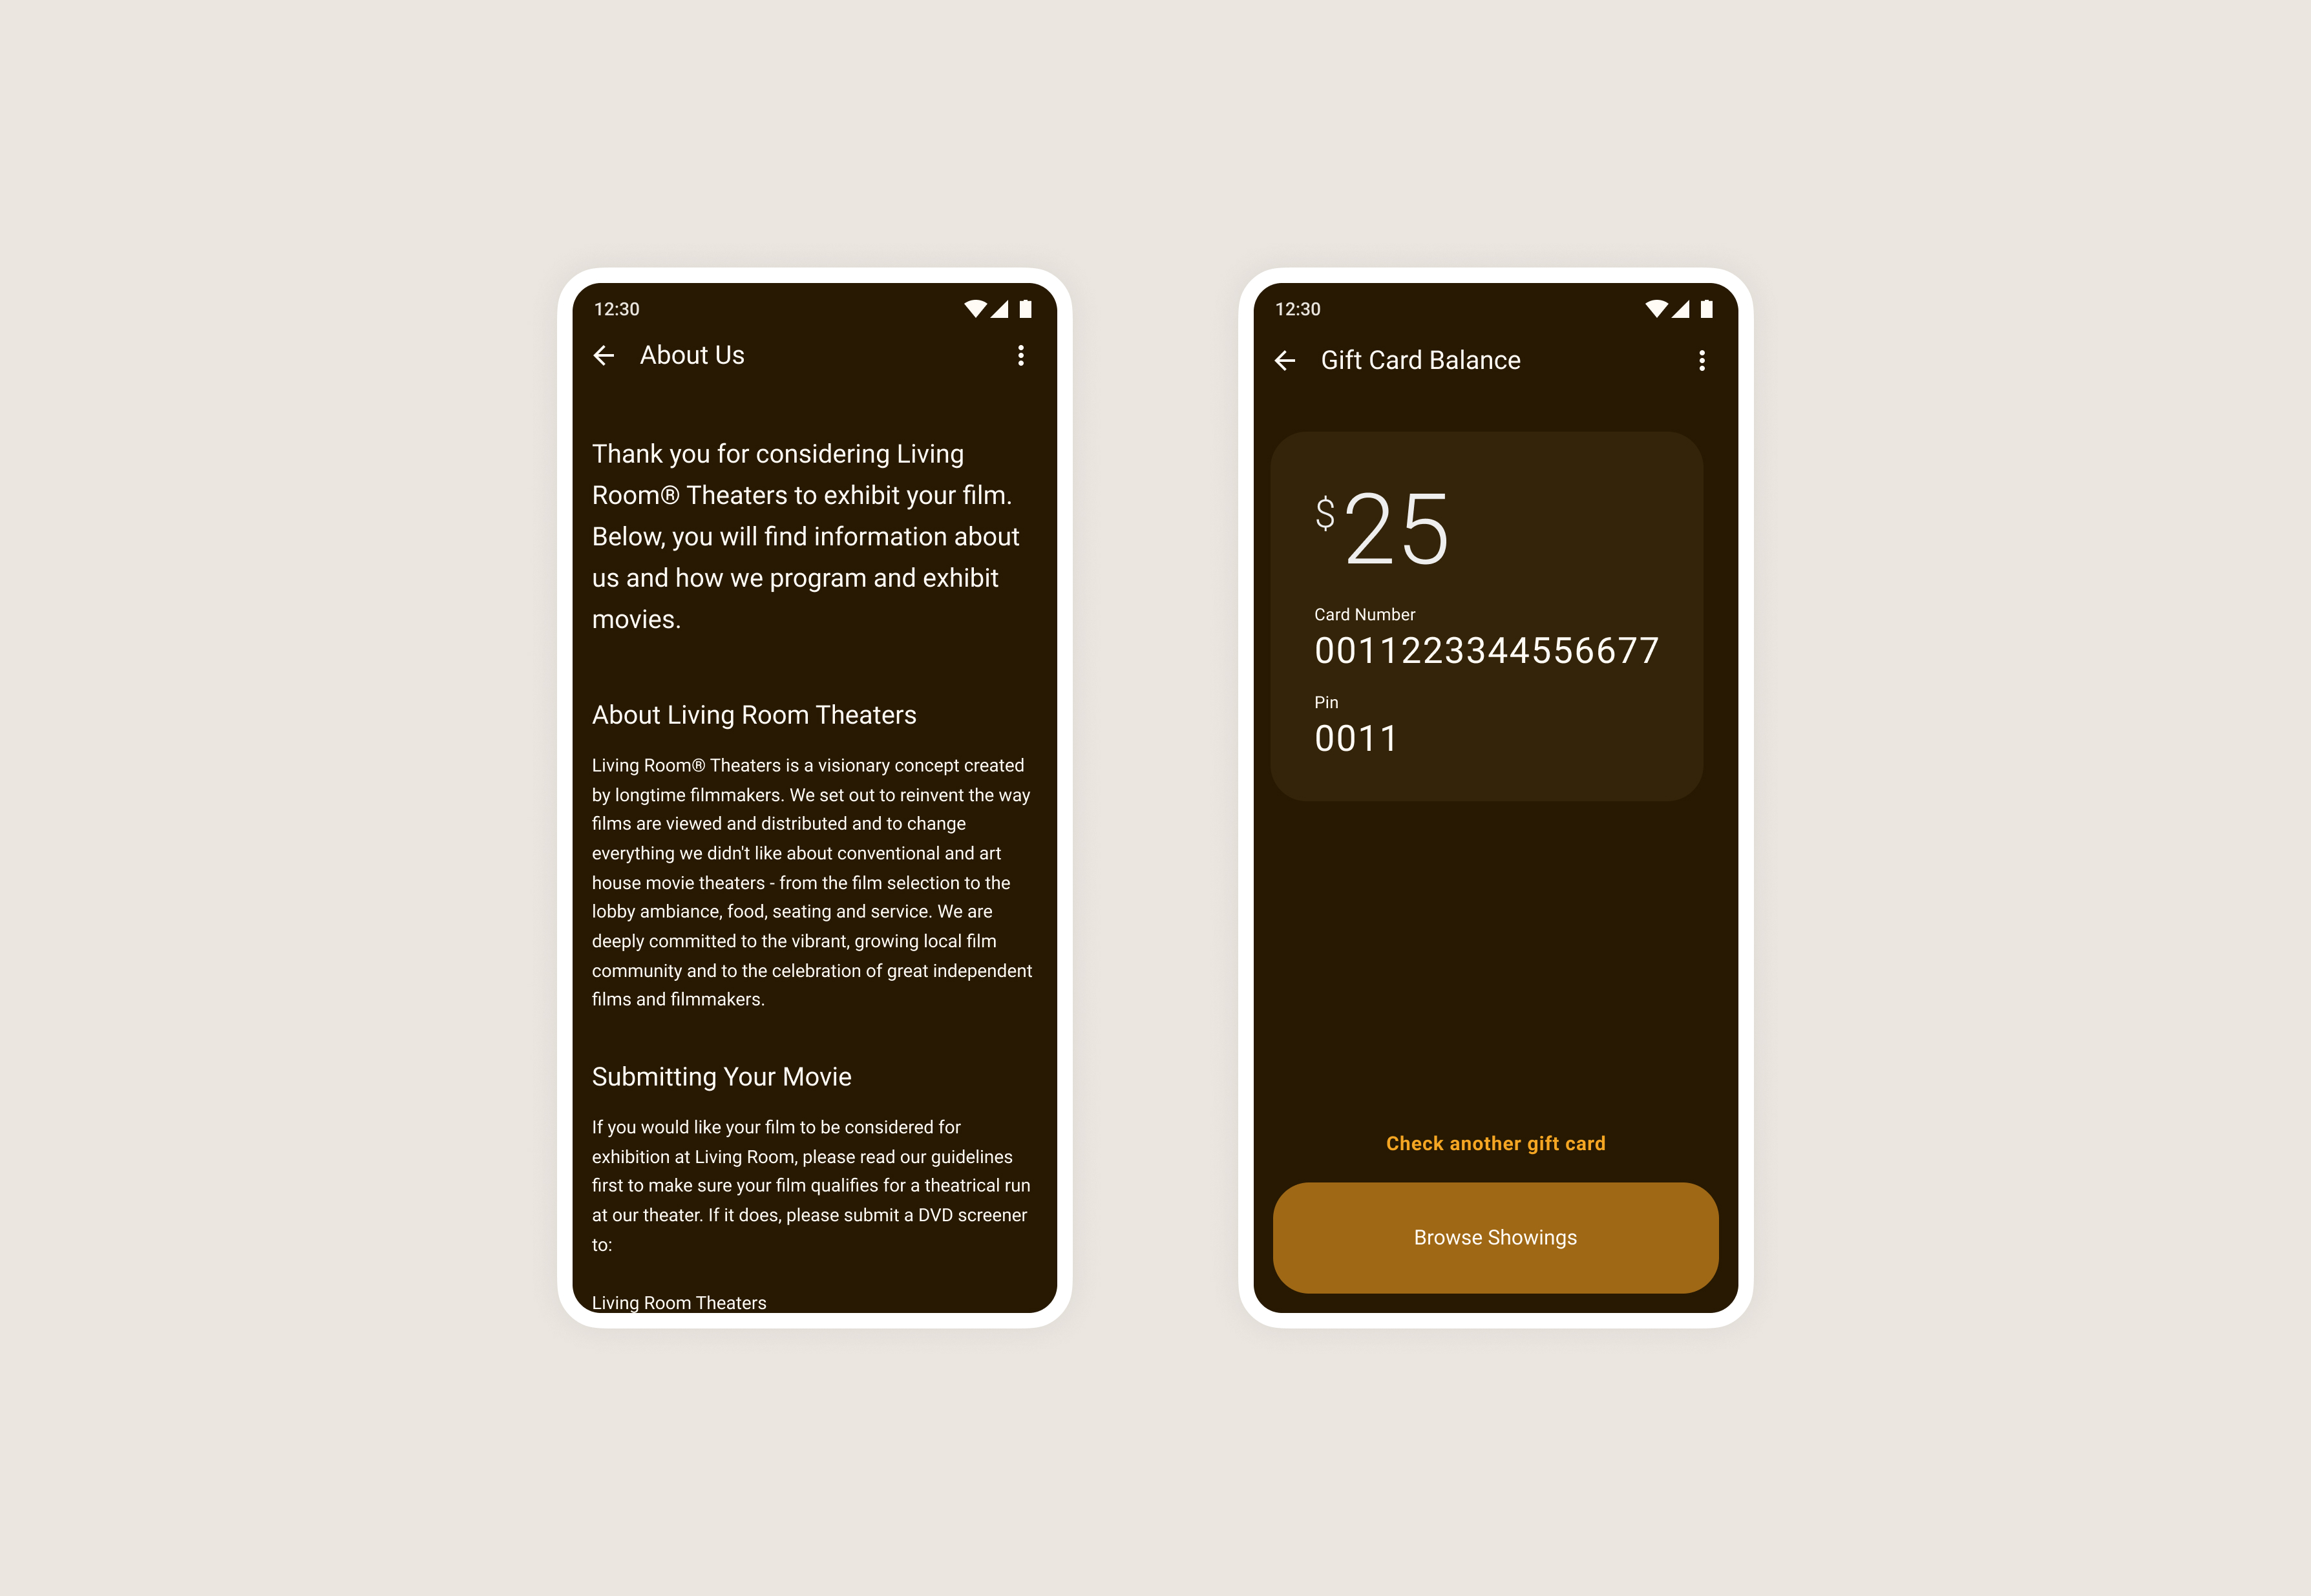 12:30
About Us
Thank you for considering Living
Room® Theaters to exhibit your film.
Below, you will find information about
us and how we program and exhibit
movies.
About Living Room Theaters
Living Room® Theaters is a visionary concept created
by longtime filmmakers. We set out to reinvent the way
films are viewed and distributed and to change
everything we didn't like about conventional and art
house movie theaters - from the film selection to the
lobby ambiance, food, seating and service. We are
deeply committed to the vibrant, growing local film
community and to the celebration of great independent
films and filmmakers.
Submitting Your Movie
If you would like your film to be considered for
exhibition at Living Room, please read our guidelines
first to make sure your film qualifies for a theatrical run
at our theater. If it does, please submit a DVD screener
to:
Living Room Theaters
12:30
Gift Card Balance
$25
Card Number
0011223344556677
Pin
0011
Check another gift card
Browse Showings